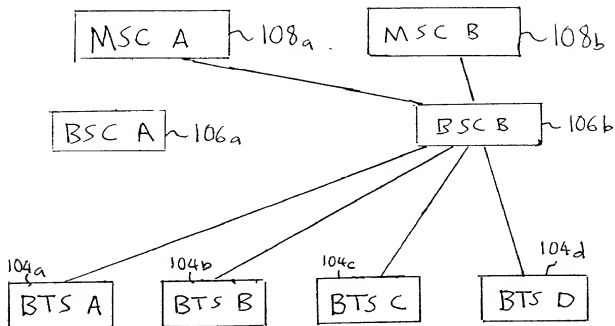 MSC A 108a
MSC B 108b
BSC A 106a
BSC B 106b
104a 104b 104c 104d
BTS A BTS B BTS C BTS D